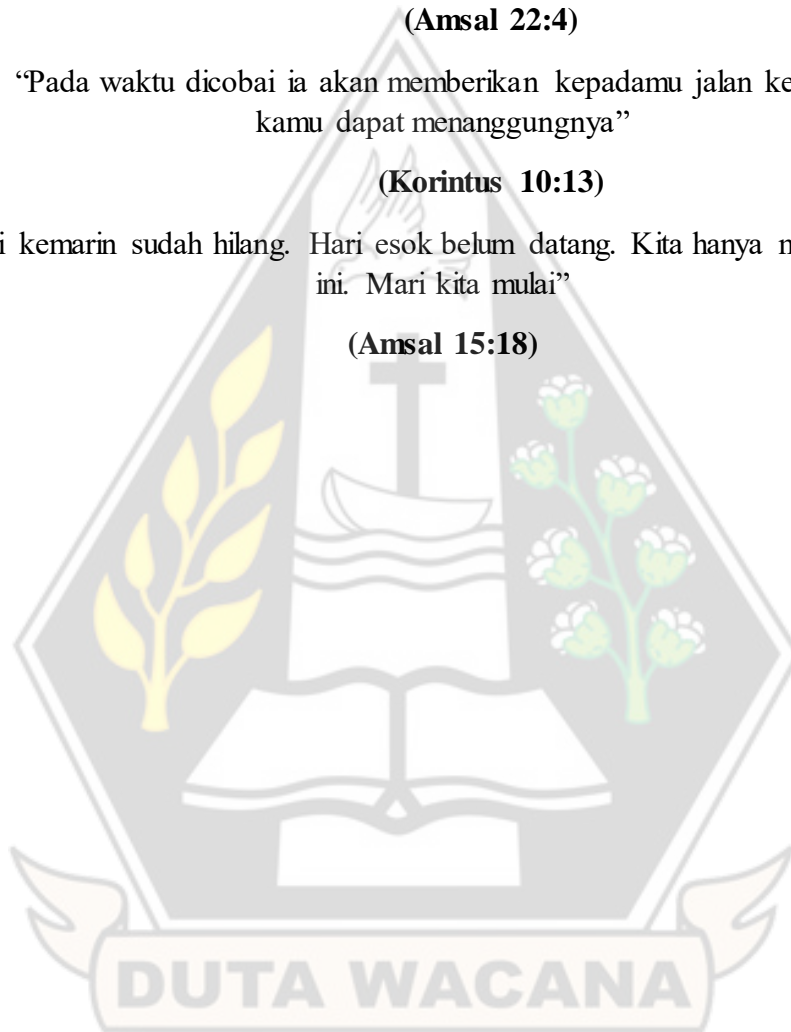 (Amsal 22:4)
“Pada waktu dicobai ia akan memberikan kepadamu jalan ke
kamu dapat menanggungnya”
(Korintus 10:13)
i kemarin sudah hilang. Hari esok belum datang. Kita hanya m
ini. Mari kita mulai”
(Amsal 15:18)
DUTA WACANA